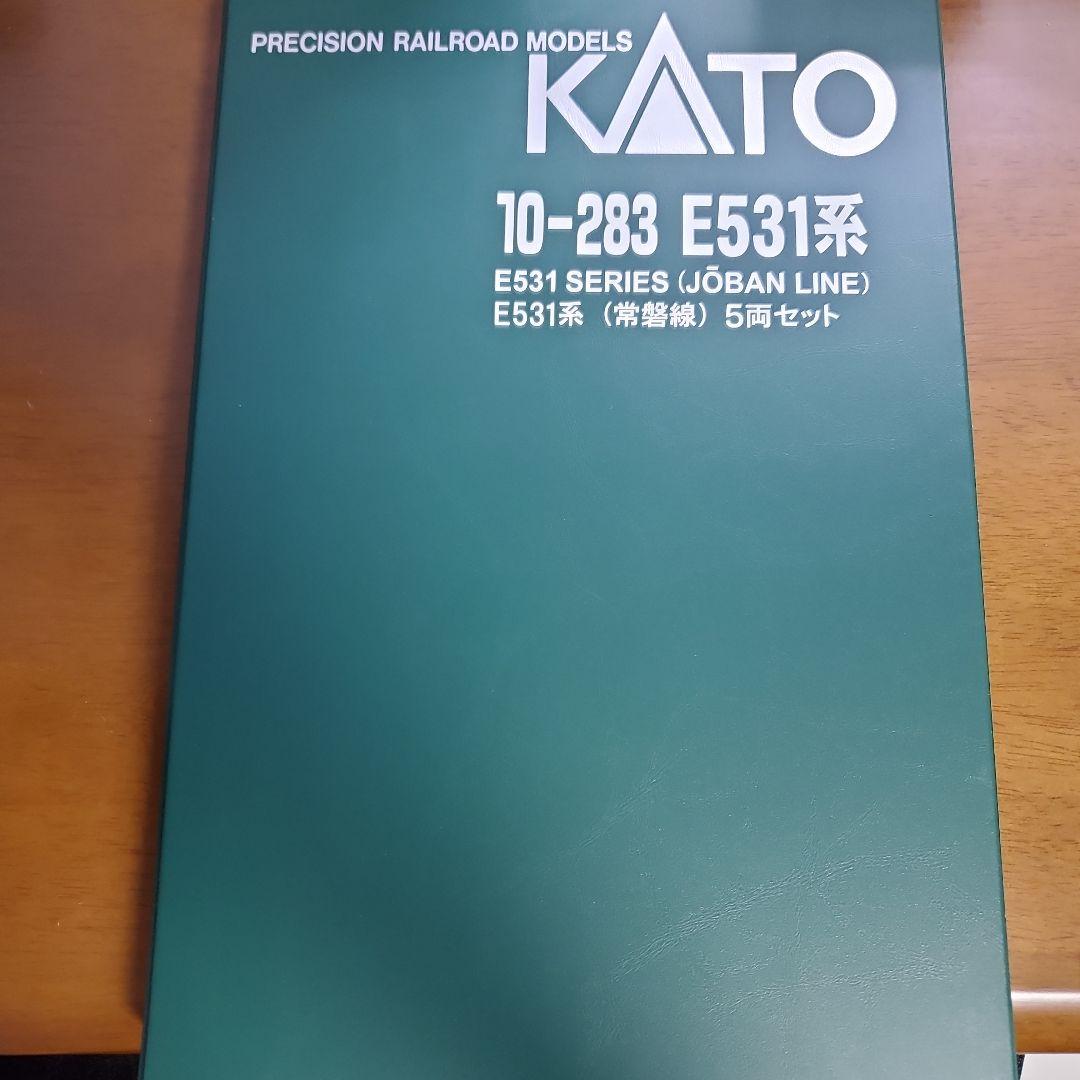 PRECISION RAILROAD MODELS
KATO
10-283 E531系
E531 SERIES (JŌBAN LINE)
E531系 (常磐線) 5両セット